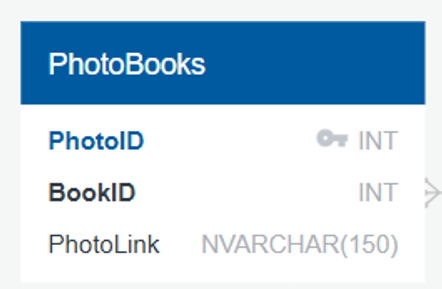 PhotoBooks
PhotoID INT
BookID INT
PhotoLink NVARCHAR(150)